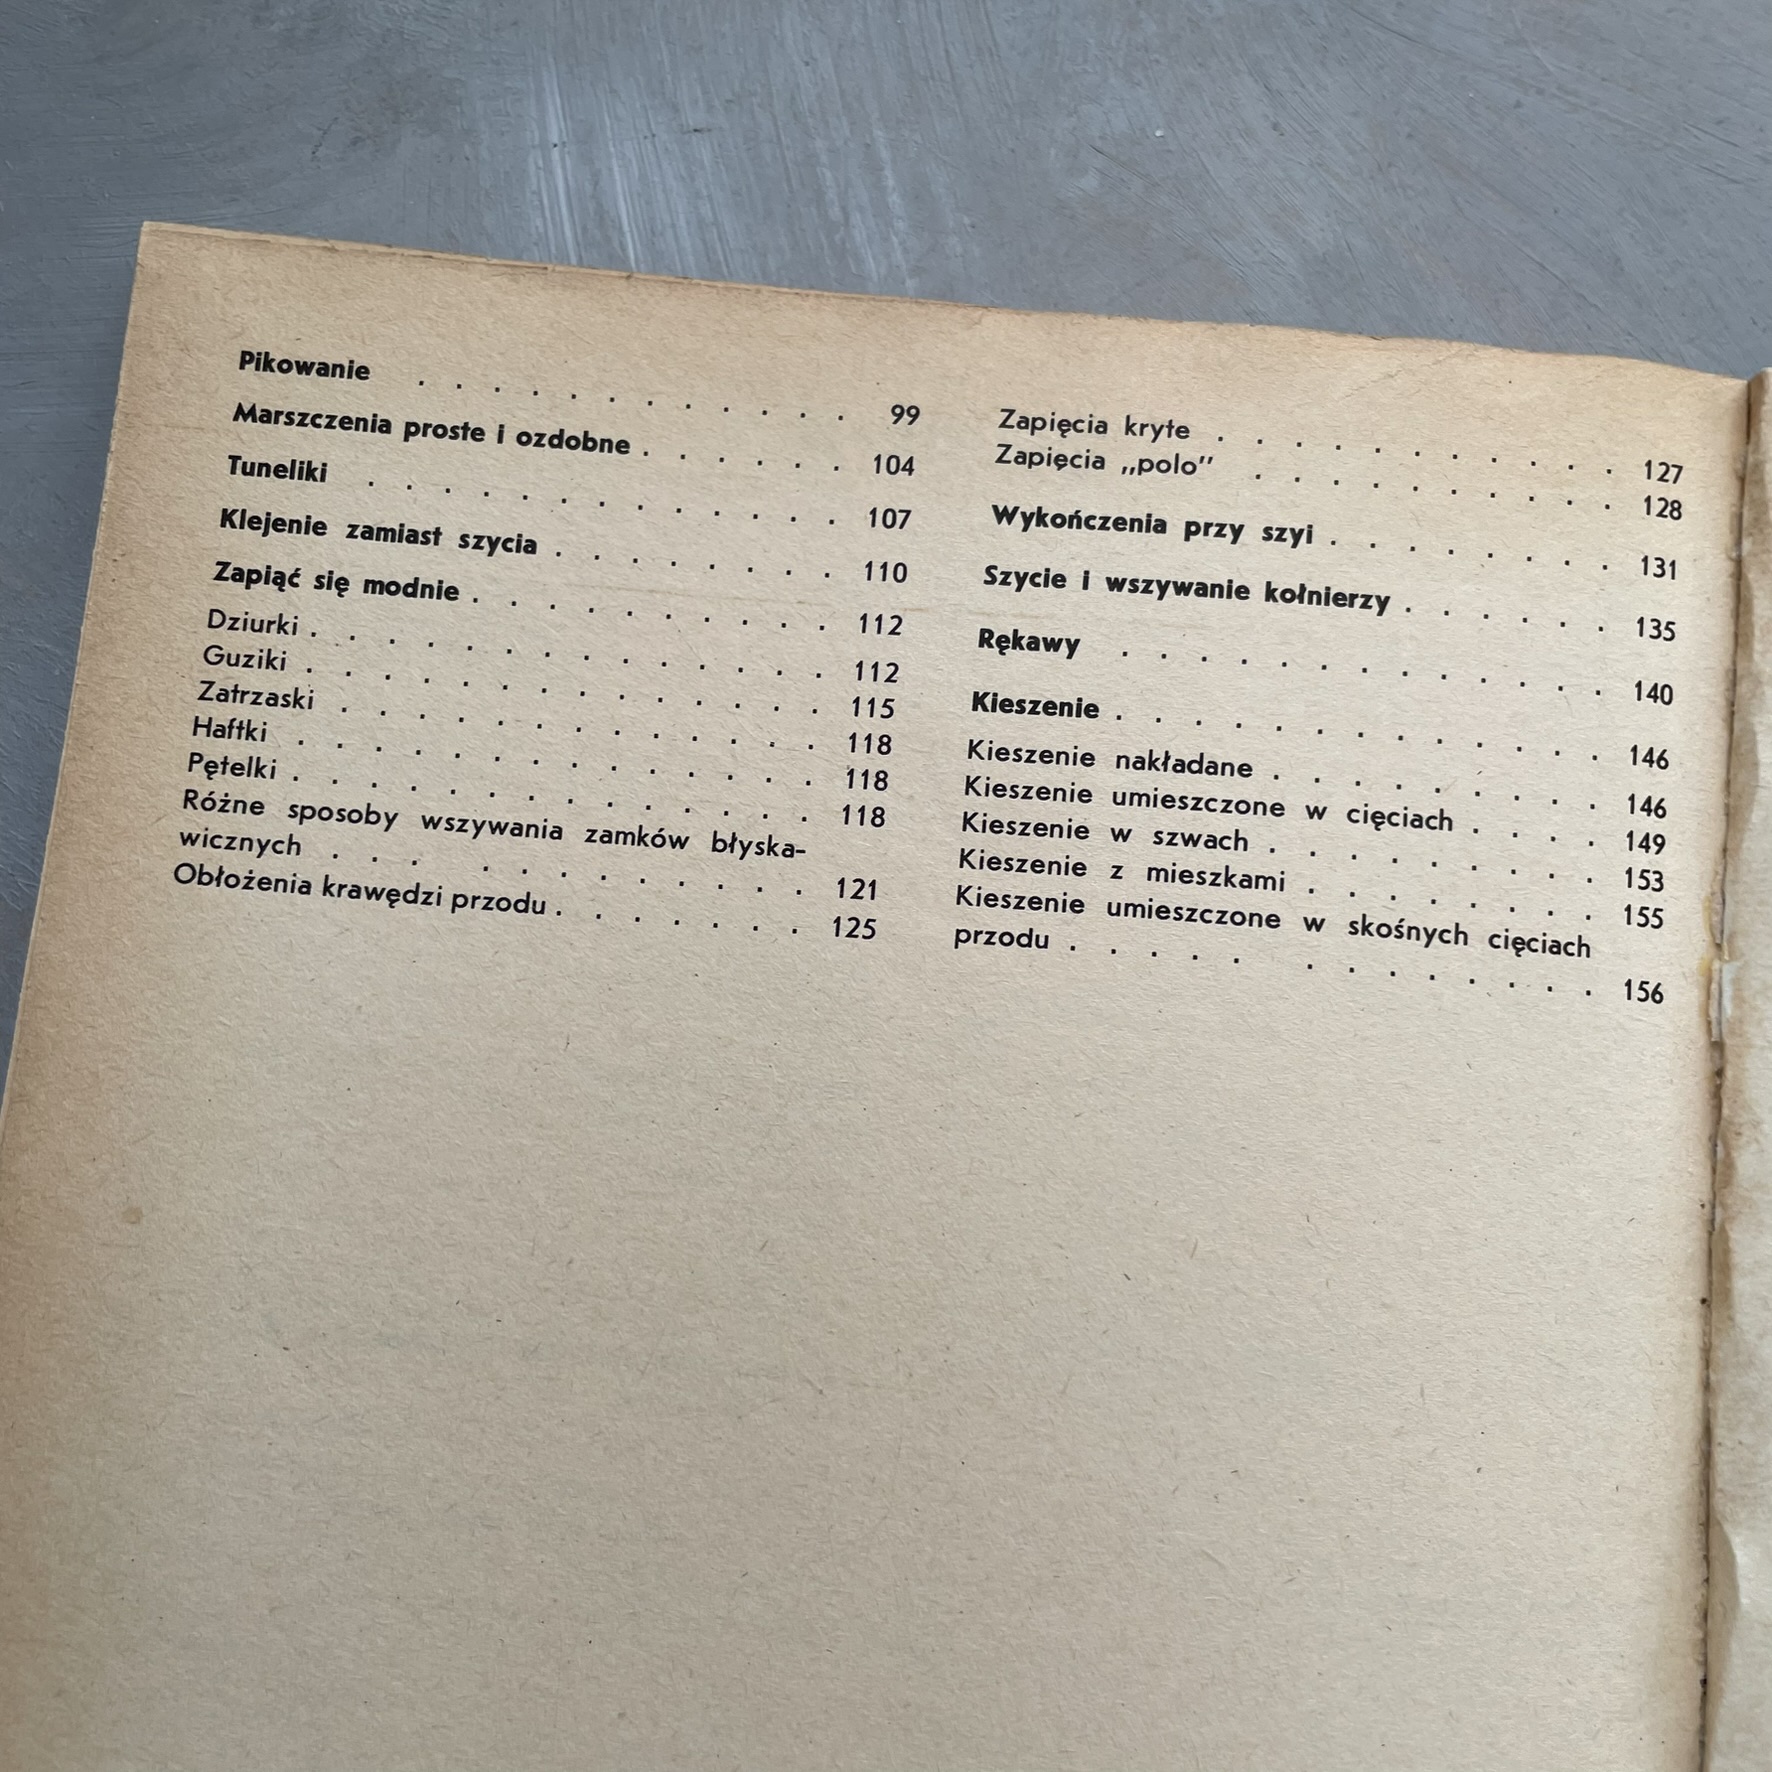 Pikowanie . . . . . . . . . . . . 99
Marszczenia proste i ozdobne . . . . . . 104
Tuneliki . . . . . . . . . . . . . 107
Klejenie zamiast szycia . . . . . . . . 110
Zapiąć się modnie . . . . . . . . . . 112
Dziurki . . . . . . . . . . . . . . 112
Guziki . . . . . . . . . . . . . . 115
Zatrzaski . . . . . . . . . . . . . 118
Haftki . . . . . . . . . . . . . . 118
Pętelki . . . . . . . . . . . . . . 118
Różne sposoby wszywania zamków błyska-
wicznych . . . . . . . . . . . . 121
Obłożenia krawędzi przodu . . . . . . . 125
Zapięcia kryte . . . . . . . . . . . 127
Zapięcia „polo” . . . . . . . . . . 128
Wykończenia przy szyi . . . . . . . . 131
Szycie i wszywanie kołnierzy . . . . . . 135
Rękawy . . . . . . . . . . . . . 140
Kieszenie . . . . . . . . . . . . . 146
Kieszenie nakładane . . . . . . . . . 146
Kieszenie umieszczone w cięciach . . . . 149
Kieszenie w szwach . . . . . . . . . 153
Kieszenie z mieszkami . . . . . . . . 155
Kieszenie umieszczone w skośnych cięciach
przodu . . . . . . . . . . . . . 156